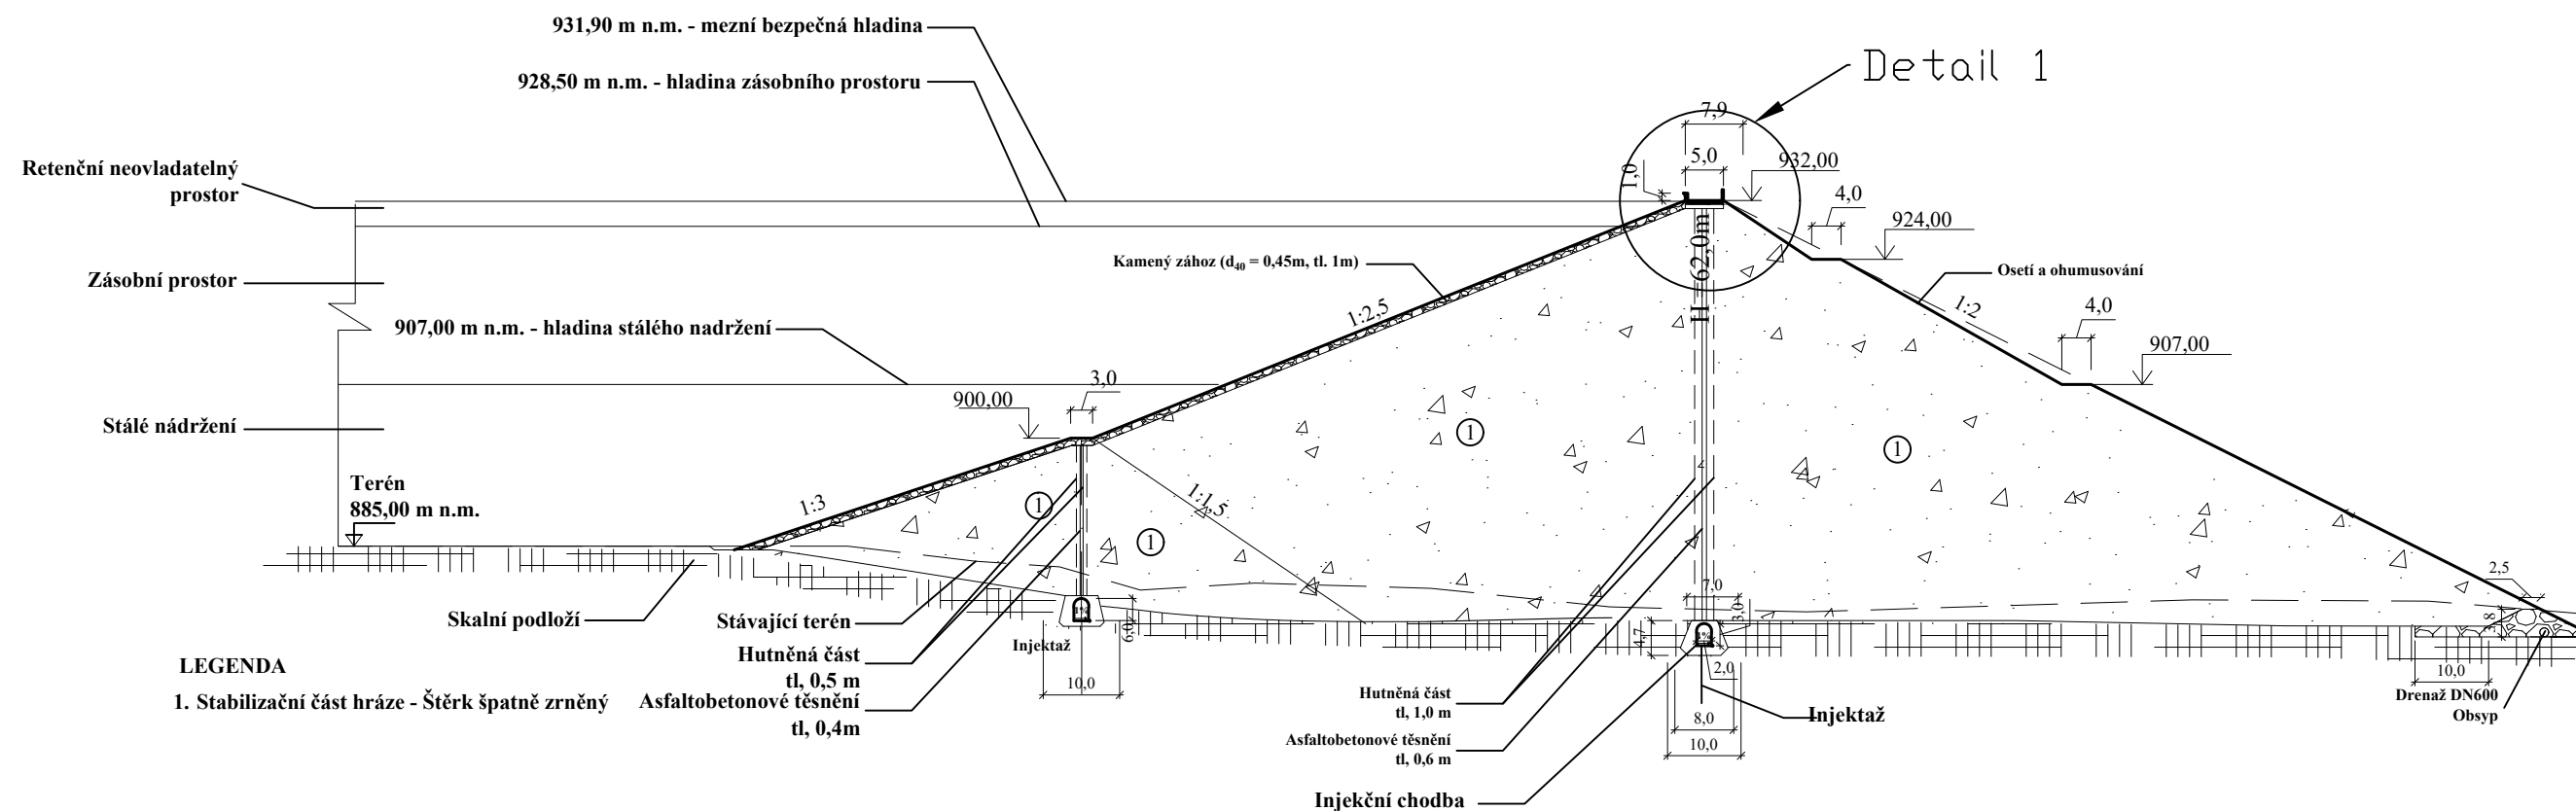 931,90 m n.m. - mezní bezpečná hladina
Detail 1
928,50 m n.m. - hladina zásobního prostoru
7,9
Retenční neovladatelný
prostor
5,0
932,00
1,0
4,0
924,00
Kamený zához (d40 = 0,45m, tl. 1m)
Osetí a ohumusování
Zásobní prostor
62,0m
1:2,5
1:2
4,0
907,00 m n.m. - hladina stálého nadržení
907,00
3,0
900,00
Stálé nádržení
1
1
Terén
885,00 m n.m.
1:3
1
1:1,5
1
2,5
7,0
3,0
1%
1%
6,0
4,7
3,8
Skalní podloží
Stávající terén
Injektáž
Hutněná část
tl, 0,5 m
2,0
10,0
10,0
LEGENDA
1. Stabilizační část hráze - Štěrk špatně zrněný
Asfaltobetonové těsnění
tl, 0,4m
Hutněná část
tl, 1,0 m
8,0
Injektáž
Drenaž DN600
Obsyp
Asfaltobetonové těsnění
tl, 0,6 m
10,0
Injekční chodba